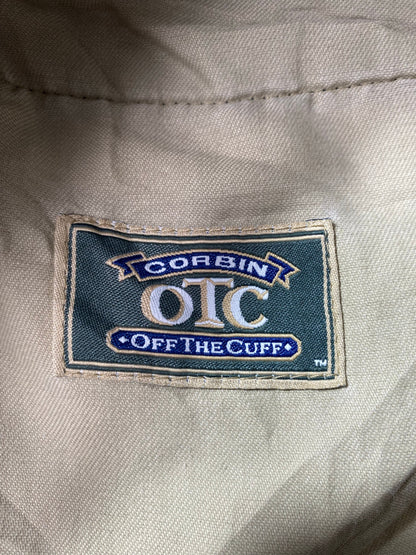 CORBIN
OTC
•OFF THE CUFF•
™